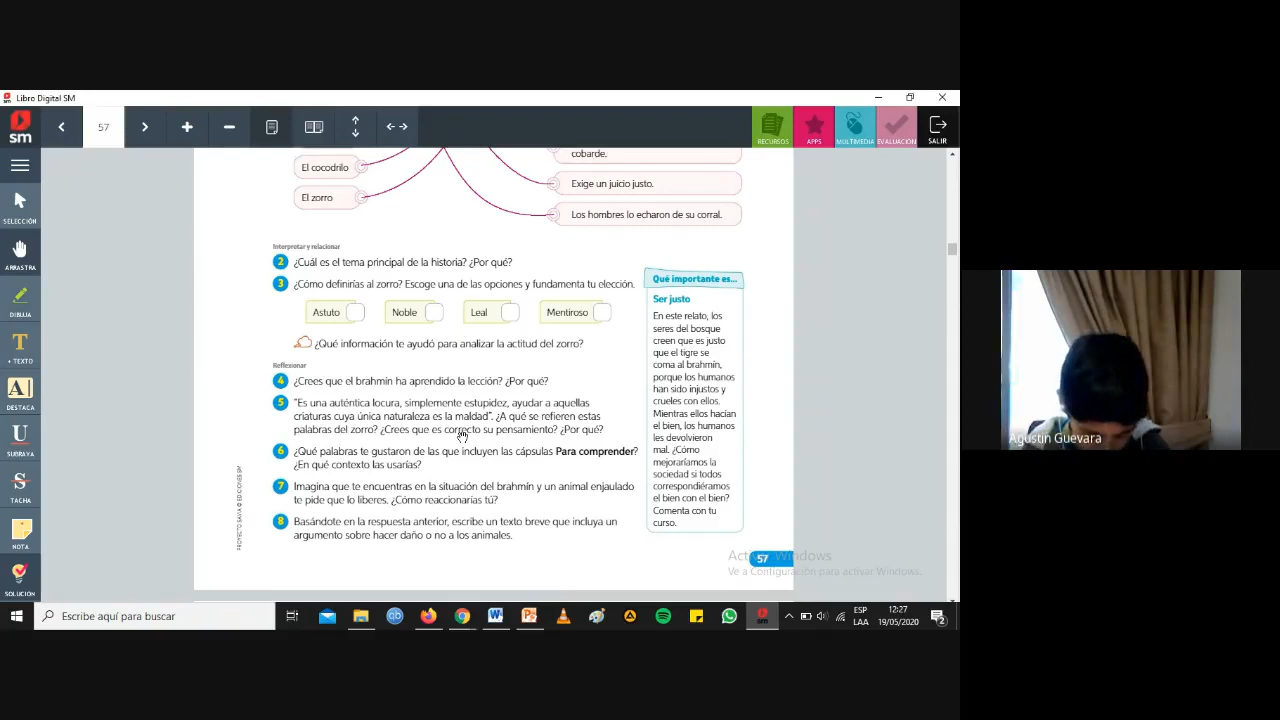 Libro Digital SM
sm
57
RECURSOS
APPS
MULTIMEDIA
EVALUACIÓN
SALIR
SELECCIÓN
ARRASTRA
DIBUJA
T
+ TEXTO
A
DESTACA
U
SUBRAYA
S
TACHA
NOTA
SOLUCIÓN
El cocodrilo
El zorro
cobarde.
Exige un juicio justo.
Los hombres lo echaron de su corral.
Interpretar y relacionar
2 ¿Cuál es el tema principal de la historia? ¿Por qué?
3 ¿Cómo definirías al zorro? Escoge una de las opciones y fundamenta tu elección.
Astuto
Noble
Leal
Mentiroso
¿Qué información te ayudó para analizar la actitud del zorro?
Reflexionar
4 ¿Crees que el brahmín ha aprendido la lección? ¿Por qué?
5 "Es una auténtica locura, simplemente estupidez, ayudar a aquellas
criaturas cuya única naturaleza es la maldad". ¿A qué se refieren estas
palabras del zorro? ¿Crees que es correcto su pensamiento? ¿Por qué?
6 ¿Qué palabras te gustaron de las que incluyen las cápsulas Para comprender?
¿En qué contexto las usarías?
7 Imagina que te encuentras en la situación del brahmín y un animal enjaulado
te pide que lo liberes. ¿Cómo reaccionarías tú?
8 Basándote en la respuesta anterior, escribe un texto breve que incluya un
argumento sobre hacer daño o no a los animales.
Qué importante es...
Ser justo
En este relato, los
seres del bosque
creen que es justo
que el tigre se
coma al brahmín,
porque los humanos
han sido injustos y
crueles con ellos.
Mientras ellos hacían
el bien, los humanos
les devolvieron
mal. ¿Cómo
mejoraríamos la
sociedad si todos
correspondiéramos
el bien con el bien?
Comenta con tu
curso.
PROYECTO SAVIA © EDICIONES SM
57
Activar Windows
Ve a Configuración para activar Windows.
Agustín Guevara
Escribe aquí para buscar
ESP
LAA
12:27
19/05/2020
2